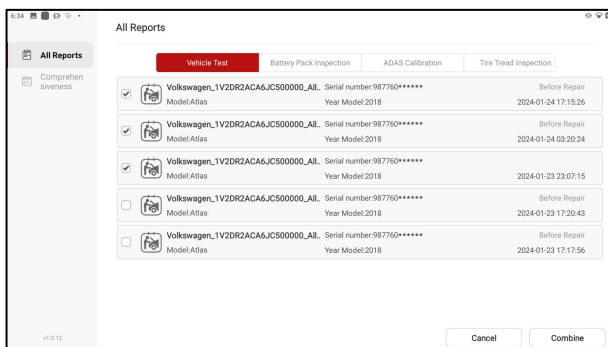 6:34
All Reports
All Reports
Comprehen
siveness
Vehicle Test
Battery Pack Inspection
ADAS Calibration
Tire Tread Inspection
Volkswagen_1V2DR2ACA6JC500000_All.. Serial number:987760****** Before Repair
Model:Atlas Year Model:2018 2024-01-24 17:15:26
Volkswagen_1V2DR2ACA6JC500000_All.. Serial number:987760****** Before Repair
Model:Atlas Year Model:2018 2024-01-24 03:20:24
Volkswagen_1V2DR2ACA6JC500000_All.. Serial number:987760******
Model:Atlas Year Model:2018 2024-01-23 23:07:15
Volkswagen_1V2DR2ACA6JC500000_All.. Serial number:987760****** Before Repair
Model:Atlas Year Model:2018 2024-01-23 17:20:43
Volkswagen_1V2DR2ACA6JC500000_All.. Serial number:987760****** Before Repair
Model:Atlas Year Model:2018 2024-01-23 17:17:56
v1.0.12
Cancel
Combine